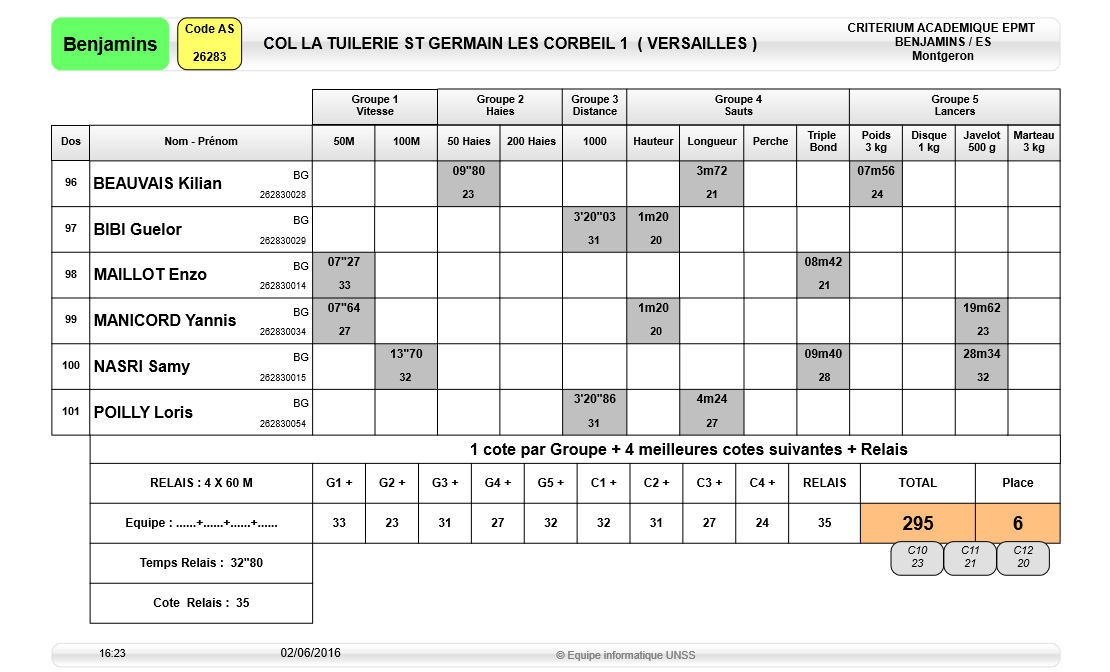 Benjamins
Code AS
26283
COL LA TUILERIE ST GERMAIN LES CORBEIL 1 ( VERSAILLES )
CRITERIUM ACADEMIQUE EPMT
BENJAMINS / ES
Montgeron
Groupe 1 Groupe 2 Groupe 3 Groupe 4 Groupe 5
Vitesse Haies Distance Sauts Lancers
Dos Nom - Prénom 50M 100M 50 Haies 200 Haies 1000 Hauteur Longueur Perche Triple Bond Poids 3 kg Disque 1 kg Javelot 500 g Marteau 3 kg
96 BEAUVAIS Kilian BG 09"80 3m72 07m56
262830028 23 21 24
97 BIBI Guelor BG 3'20"03 1m20
262830029 31 20
98 MAILLOT Enzo BG 07"27 08m42
262830014 33 21
99 MANICORD Yannis BG 07"64 1m20 19m62
262830034 27 20 23
100 NASRI Samy BG 13"70 09m40 28m34
262830015 32 28 32
101 POILLY Loris BG 3'20"86 4m24
262830054 31 27
1 cote par Groupe + 4 meilleures cotes suivantes + Relais
RELAIS : 4 X 60 M G1 + G2 + G3 + G4 + G5 + C1 + C2 + C3 + C4 + RELAIS TOTAL Place
Equipe : ......+......+......+...... 33 23 31 27 32 32 31 27 24 35 295 6
C10 C11 C12
23 21 20
Temps Relais : 32"80
Cote Relais : 35
16:23 02/06/2016 © Equipe informatique UNSS